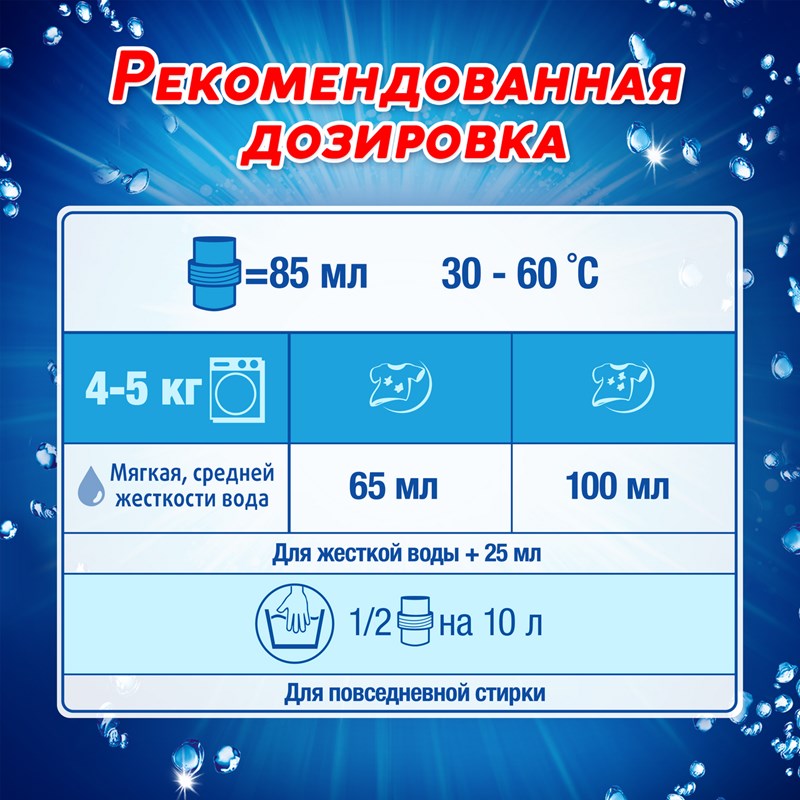 Рекомендованная
дозировка
=85 мл 30 - 60 °C
4-5 кг
Мягкая, средней
жесткости вода
65 мл 100 мл
Для жесткой воды + 25 мл
1/2 на 10 л
Для повседневной стирки